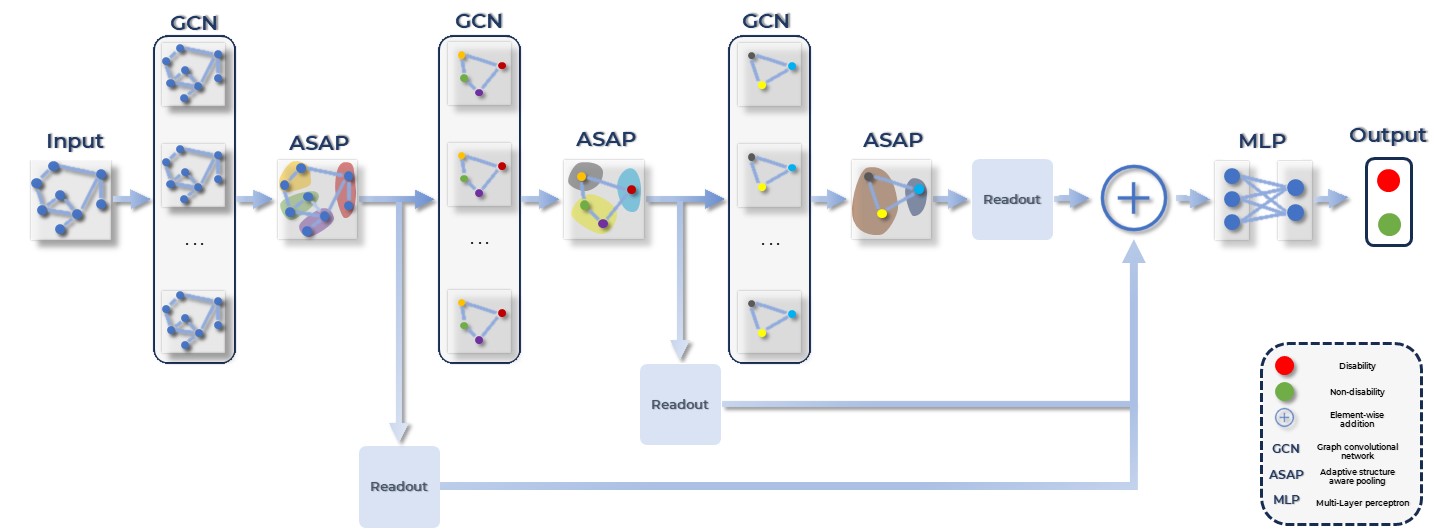 GCN
GCN
GCN
Input
ASAP
ASAP
ASAP
MLP
Output
Readout
...
...
...
Readout
Readout
Disability
Non-disability
Element-wise
addition
GCN
Graph convolutional
network
ASAP
Adaptive structure
aware pooling
MLP
Multi-Layer perceptron